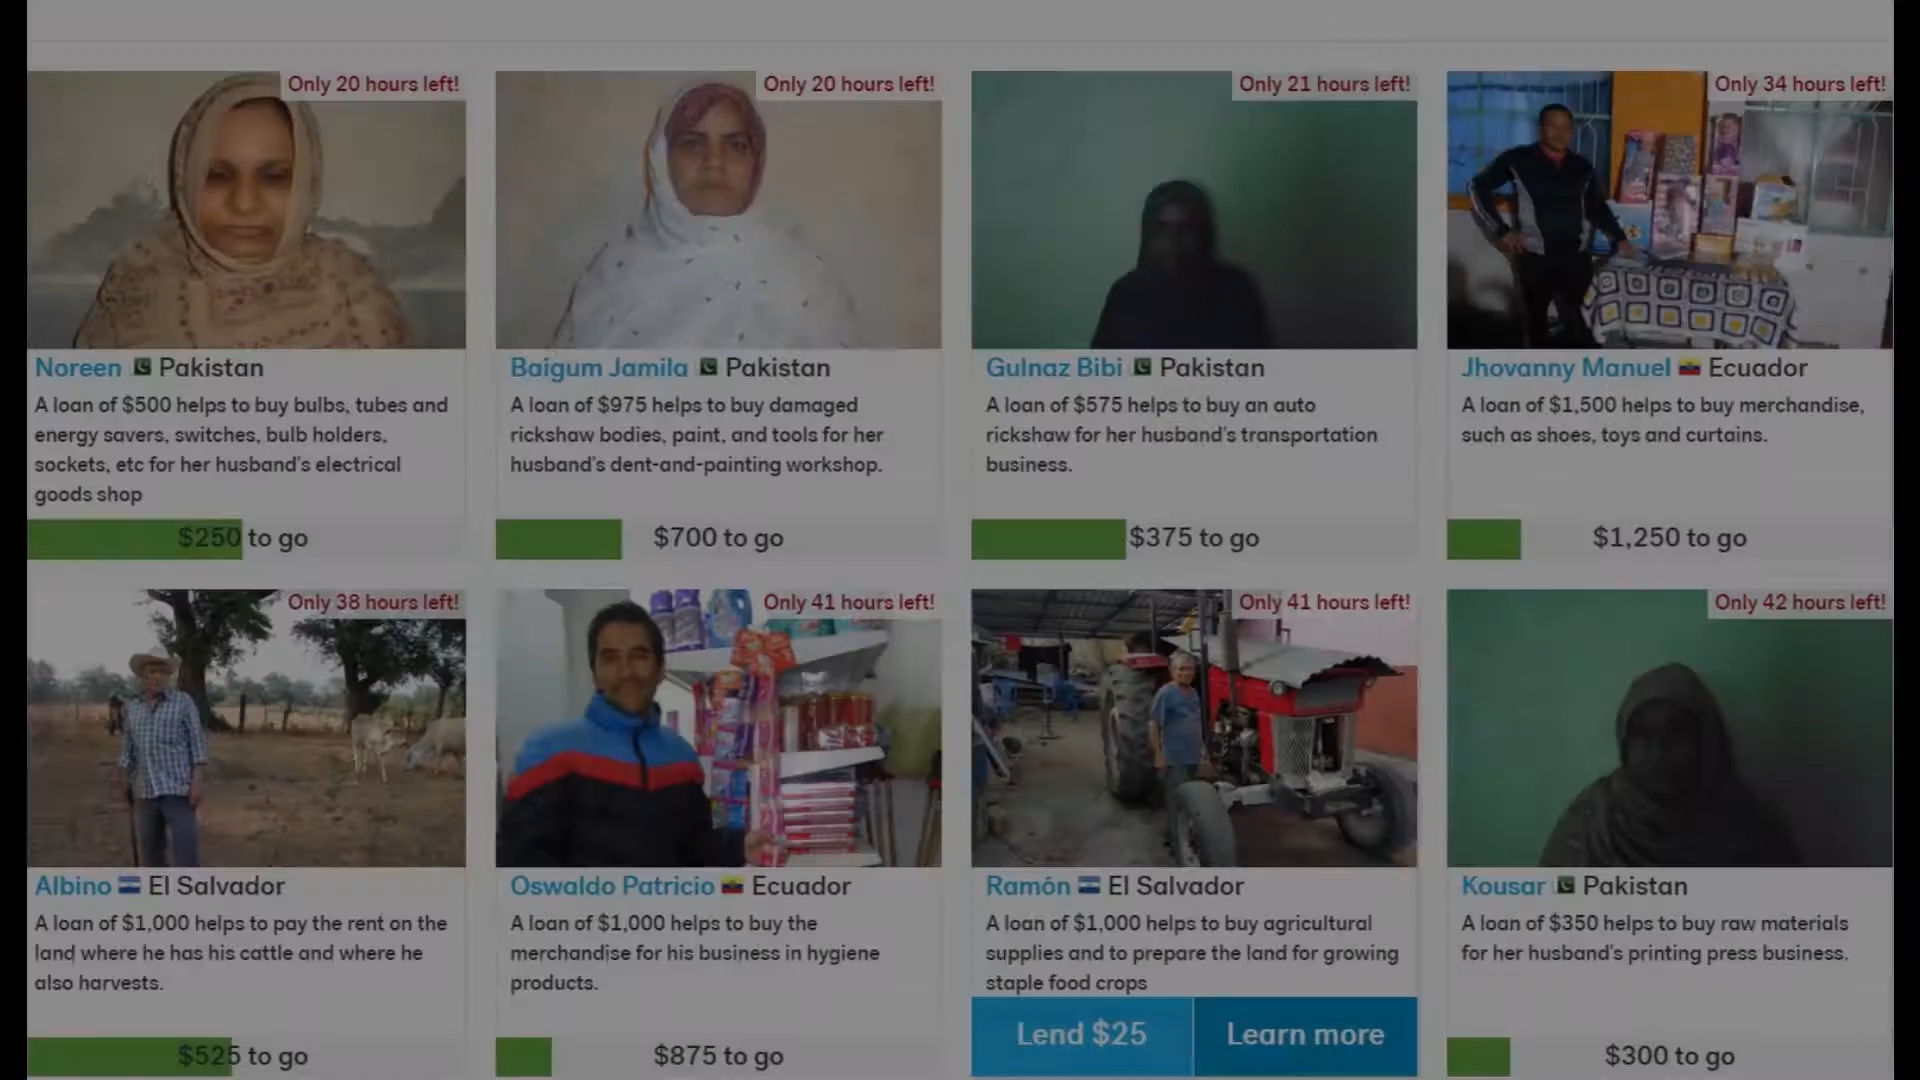 Only 20 hours left!
Only 20 hours left!
Only 21 hours left!
Only 34 hours left!
Noreen Pakistan
A loan of $500 helps to buy bulbs, tubes and
energy savers, switches, bulb holders,
sockets, etc for her husband's electrical
goods shop
$250 to go
Baigum Jamila Pakistan
A loan of $975 helps to buy damaged
rickshaw bodies, paint, and tools for her
husband's dent-and-painting workshop.
$700 to go
Gulnaz Bibi Pakistan
A loan of $575 helps to buy an auto
rickshaw for her husband's transportation
business.
$375 to go
Jhovanny Manuel Ecuador
A loan of $1,500 helps to buy merchandise,
such as shoes, toys and curtains.
$1,250 to go
Only 38 hours left!
Only 41 hours left!
Only 41 hours left!
Only 42 hours left!
Albino El Salvador
A loan of $1,000 helps to pay the rent on the
land where he has his cattle and where he
also harvests.
$525 to go
Oswaldo Patricio Ecuador
A loan of $1,000 helps to buy the
merchandise for his business in hygiene
products.
$875 to go
Ramón El Salvador
A loan of $1,000 helps to buy agricultural
supplies and to prepare the land for growing
staple food crops
Lend $25
Learn more
Kousar Pakistan
A loan of $350 helps to buy raw materials
for her husband's printing press business.
$300 to go